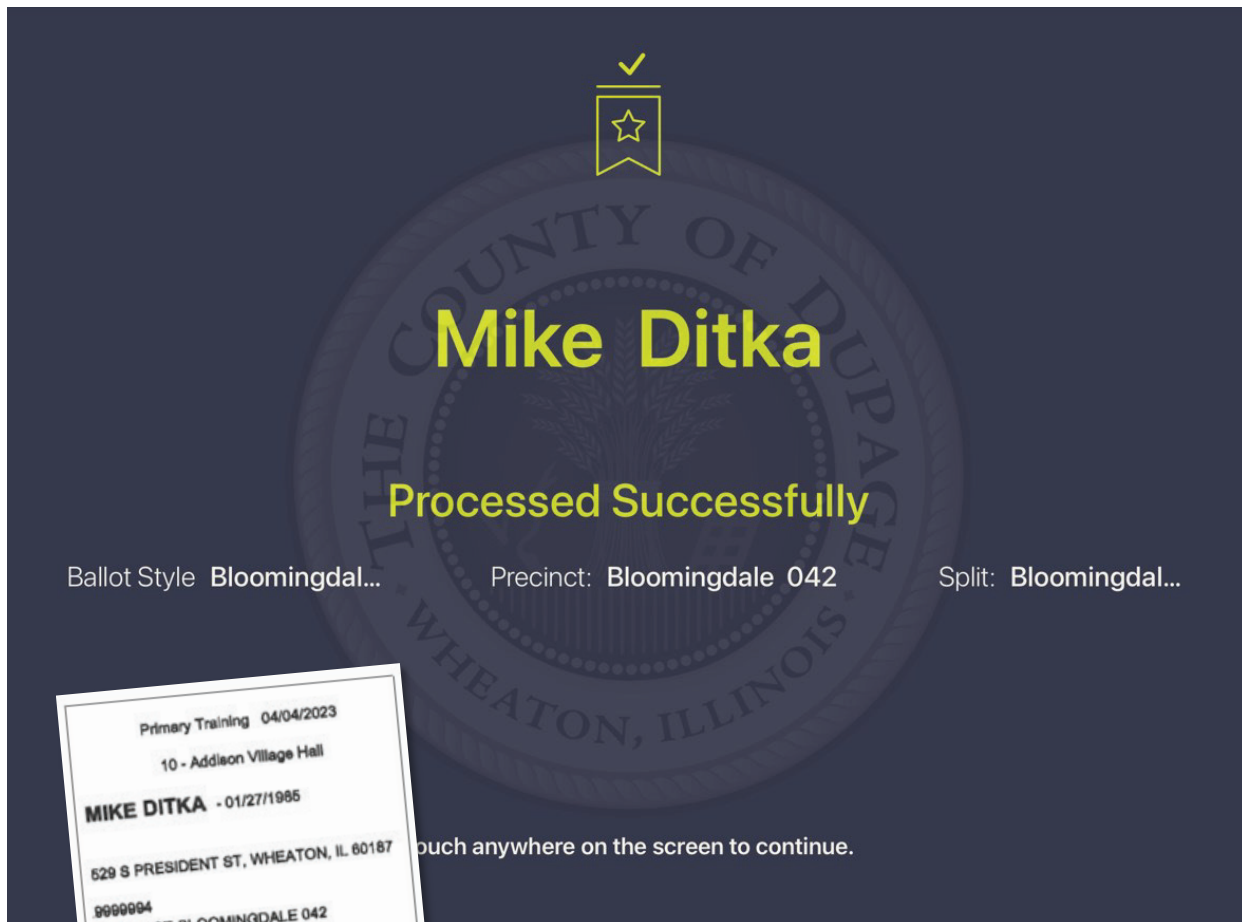 THE COUNTY OF DUPAGE
WHEATON, ILLINOIS
Mike Ditka
Processed Successfully
Ballot Style Bloomingdal...
Precinct: Bloomingdale 042
Split: Bloomingdal...
ouch anywhere on the screen to continue.
Primary Training 04/04/2023
10 - Addison Village Hall
MIKE DITKA - 01/27/1985
529 S PRESIDENT ST, WHEATON, IL 60187
9999994
BLOOMINGDALE 042